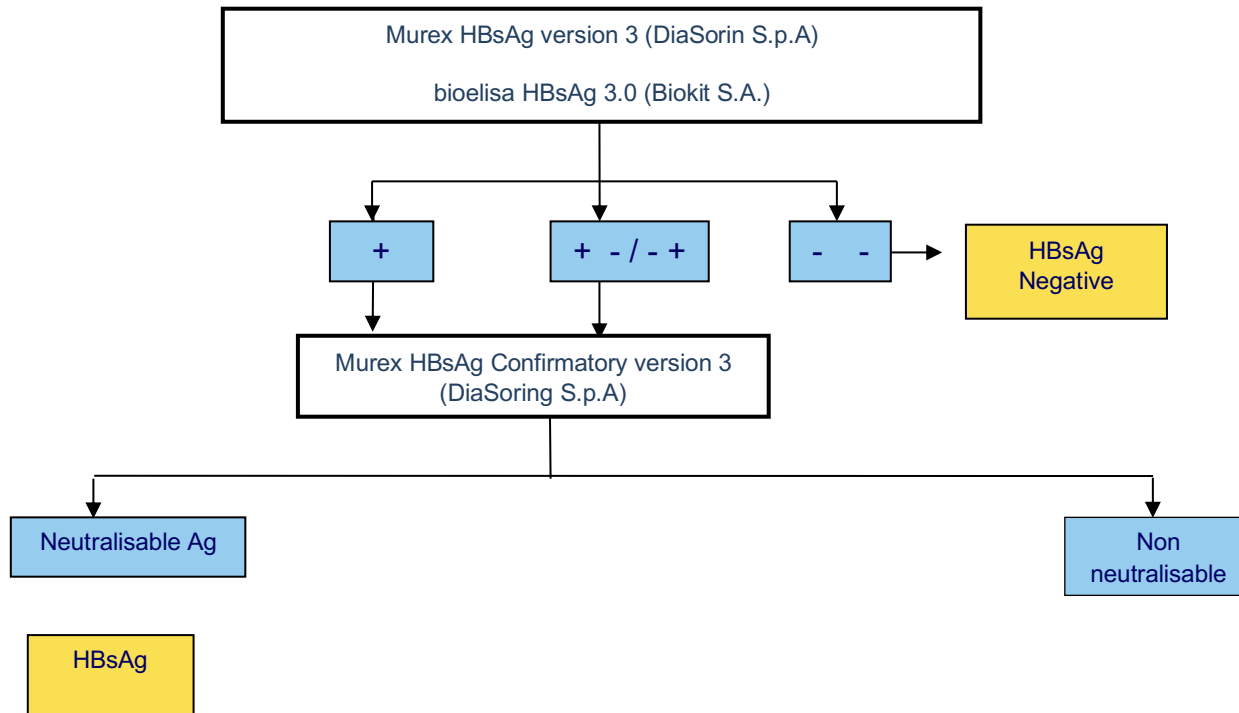 Murex HBsAg version 3 (DiaSorin S.p.A)
bioelisa HBsAg 3.0 (Biokit S.A.)
+
+ - / - +
- -
HBsAg
Negative
Murex HBsAg Confirmatory version 3
(DiaSoring S.p.A)
Neutralisable Ag
Non
neutralisable
HBsAg